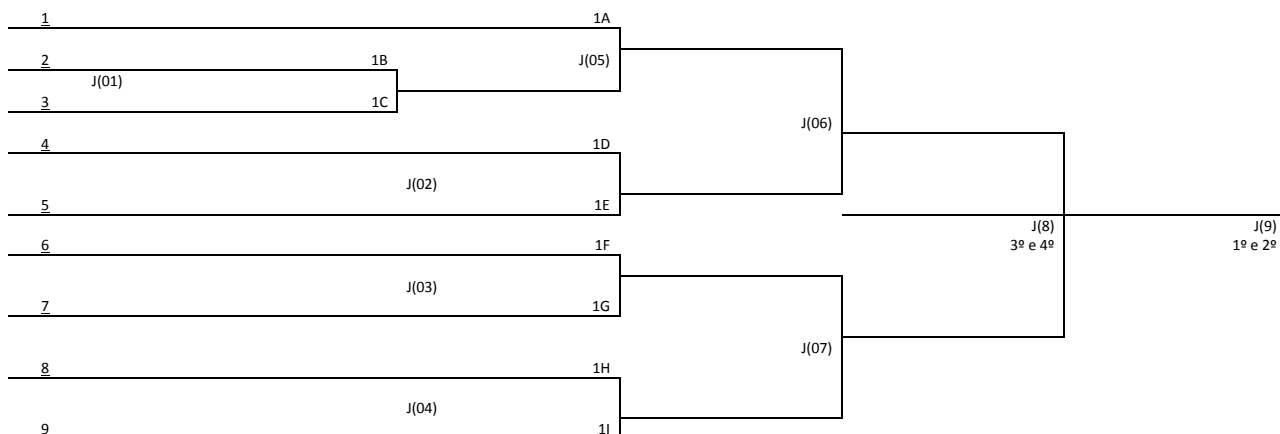 1 1A
2 1B J(05)
J(01)
3 1C
J(06)
4 1D
J(02)
5 1E
J(8) J(9)
3º e 4º 1º e 2º
6 1F
J(03)
7 1G
J(07)
8 1H
J(04)
9 1I